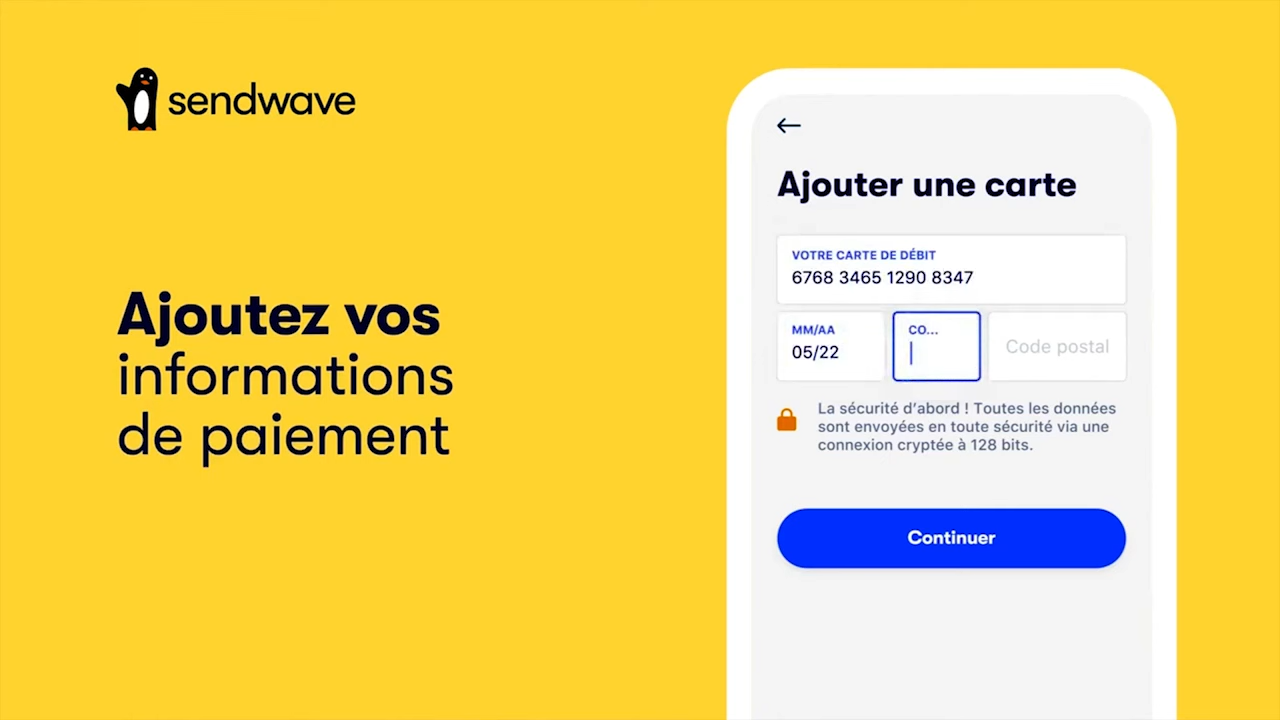 sendwave
Ajoutez vos
informations
de paiement
Ajouter une carte
VOTRE CARTE DE DÉBIT
6768 3465 1290 8347
MM/AA
05/22
CO...
Code postal
La sécurité d'abord ! Toutes les données
sont envoyées en toute sécurité via une
connexion cryptée à 128 bits.
Continuer